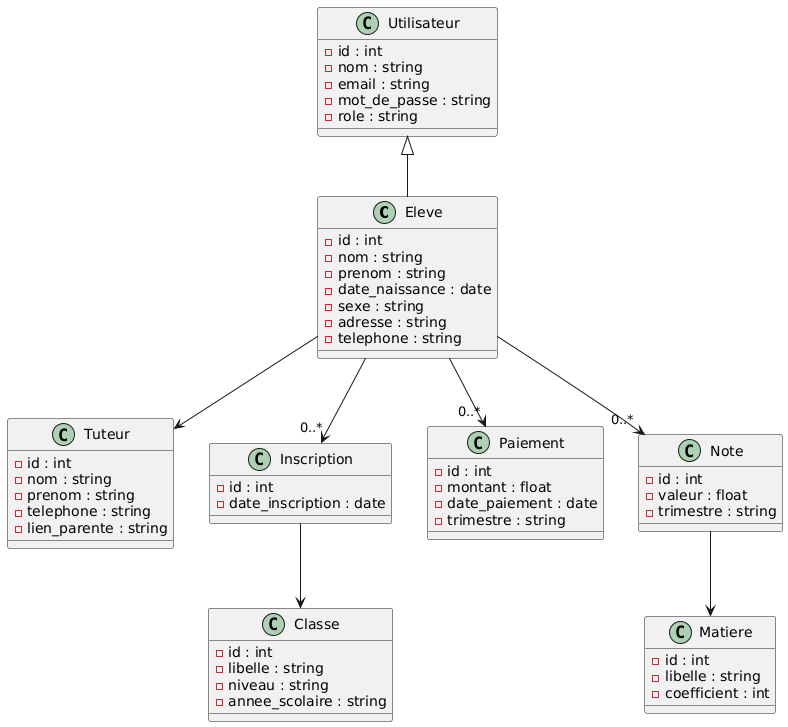 Utilisateur
id : int
nom : string
email : string
mot_de_passe : string
role : string
Eleve
id : int
nom : string
prenom : string
date_naissance : date
sexe : string
adresse : string
telephone : string
0..*
0..*
0..*
Tuteur
id : int
nom : string
prenom : string
telephone : string
lien_parente : string
Inscription
id : int
date_inscription : date
Paiement
id : int
montant : float
date_paiement : date
trimestre : string
Note
id : int
valeur : float
trimestre : string
Classe
id : int
libelle : string
niveau : string
annee_scolaire : string
Matiere
id : int
libelle : string
coefficient : int